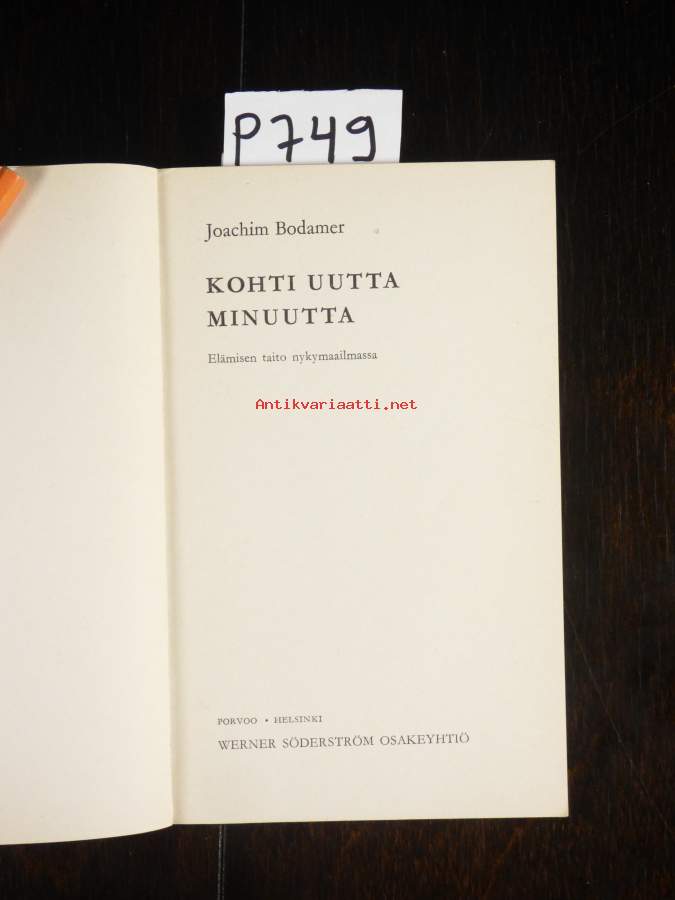 P749
Joachim Bodamer
KOHTI UUTTA
MINUUTTA
Elämisen taito nykymaailmassa
Antikvariaatti.net
PORVOO • HELSINKI
WERNER SÖDERSTRÖM OSAKEYHTIÖ